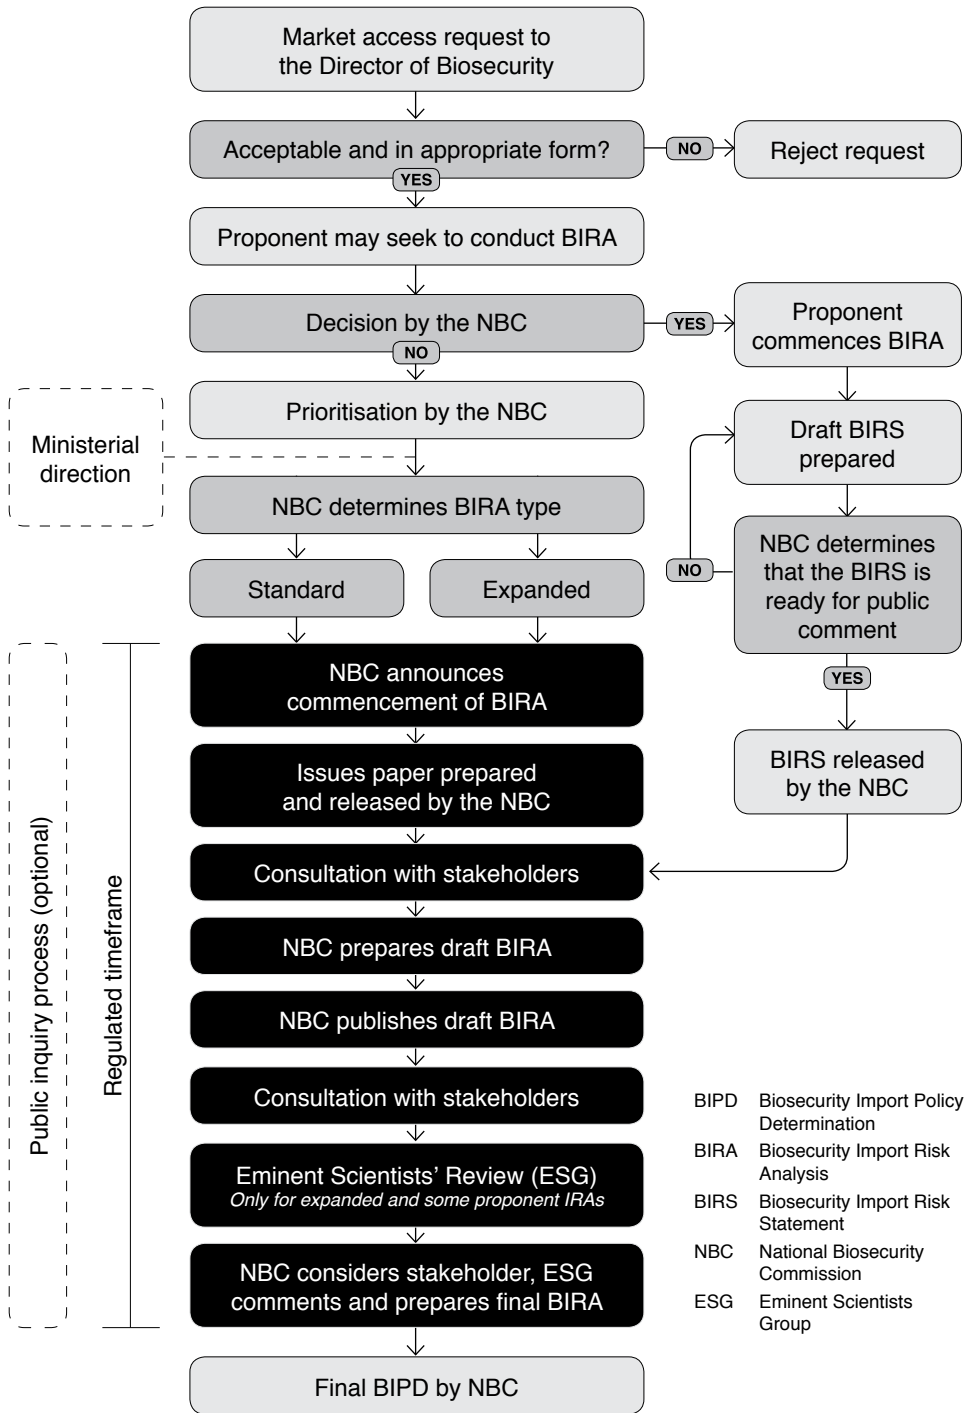 Market access request to
the Director of Biosecurity
Acceptable and in appropriate form?
NO
Reject request
YES
Proponent may seek to conduct BIRA
Decision by the NBC
YES
Proponent
commences BIRA
NO
Prioritisation by the NBC
Ministerial
direction
Draft BIRS
prepared
NBC determines BIRA type
NBC determines
that the BIRS is
ready for public
comment
NO
Standard
Expanded
YES
NBC announces
commencement of BIRA
BIRS released
by the NBC
Issues paper prepared
and released by the NBC
Consultation with stakeholders
Public inquiry process (optional)
Regulated timeframe
NBC prepares draft BIRA
NBC publishes draft BIRA
Consultation with stakeholders
Eminent Scientists’ Review (ESG)
Only for expanded and some proponent IRAs
NBC considers stakeholder, ESG
comments and prepares final BIRA
Final BIPD by NBC
BIPD Biosecurity Import Policy
Determination
BIRA Biosecurity Import Risk
Analysis
BIRS Biosecurity Import Risk
Statement
NBC National Biosecurity
Commission
ESG Eminent Scientists
Group